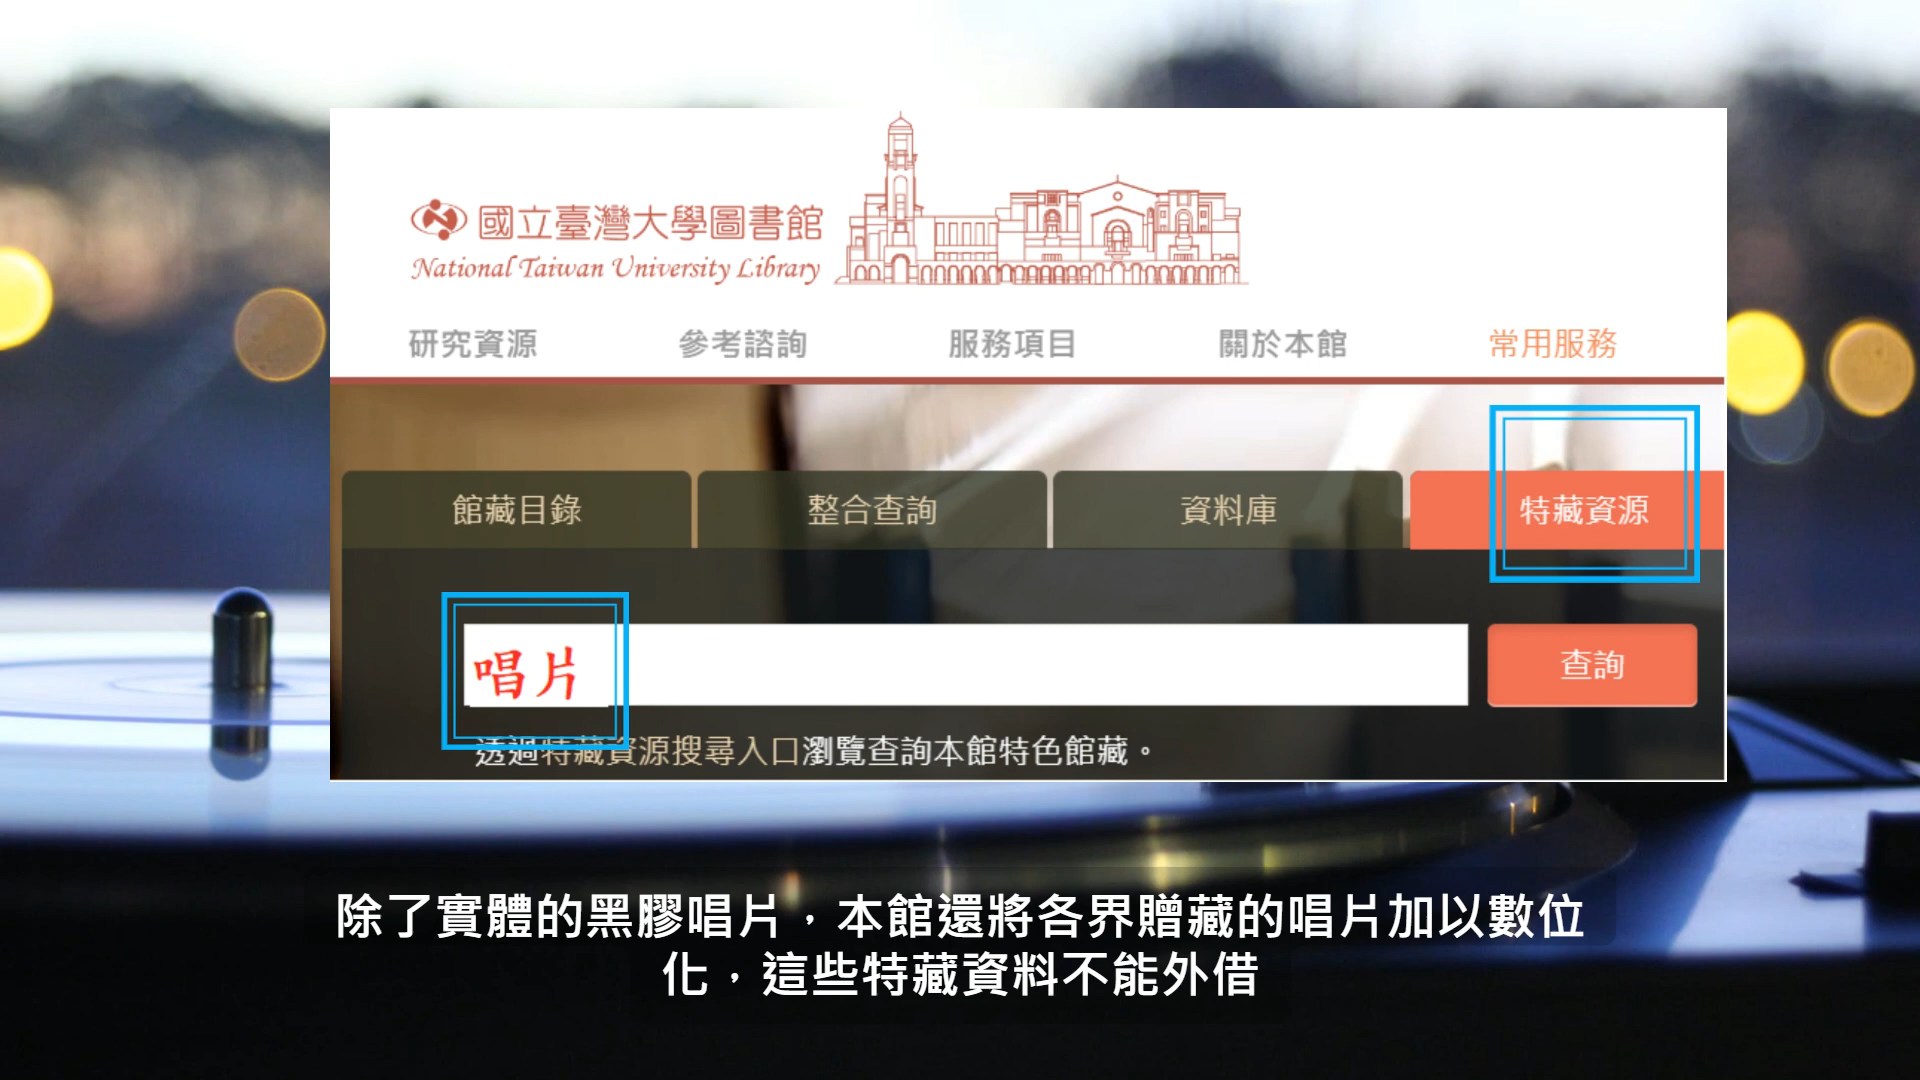 國立臺灣大學圖書館
National Taiwan University Library
研究資源 參考諮詢 服務項目 關於本館 常用服務
館藏目錄 整合查詢 資料庫 特藏資源
唱片 查詢
透過特藏資源搜尋入口瀏覽查詢本館特色館藏。
除了實體的黑膠唱片，本館還將各界贈藏的唱片加以數位
化，這些特藏資料不能外借